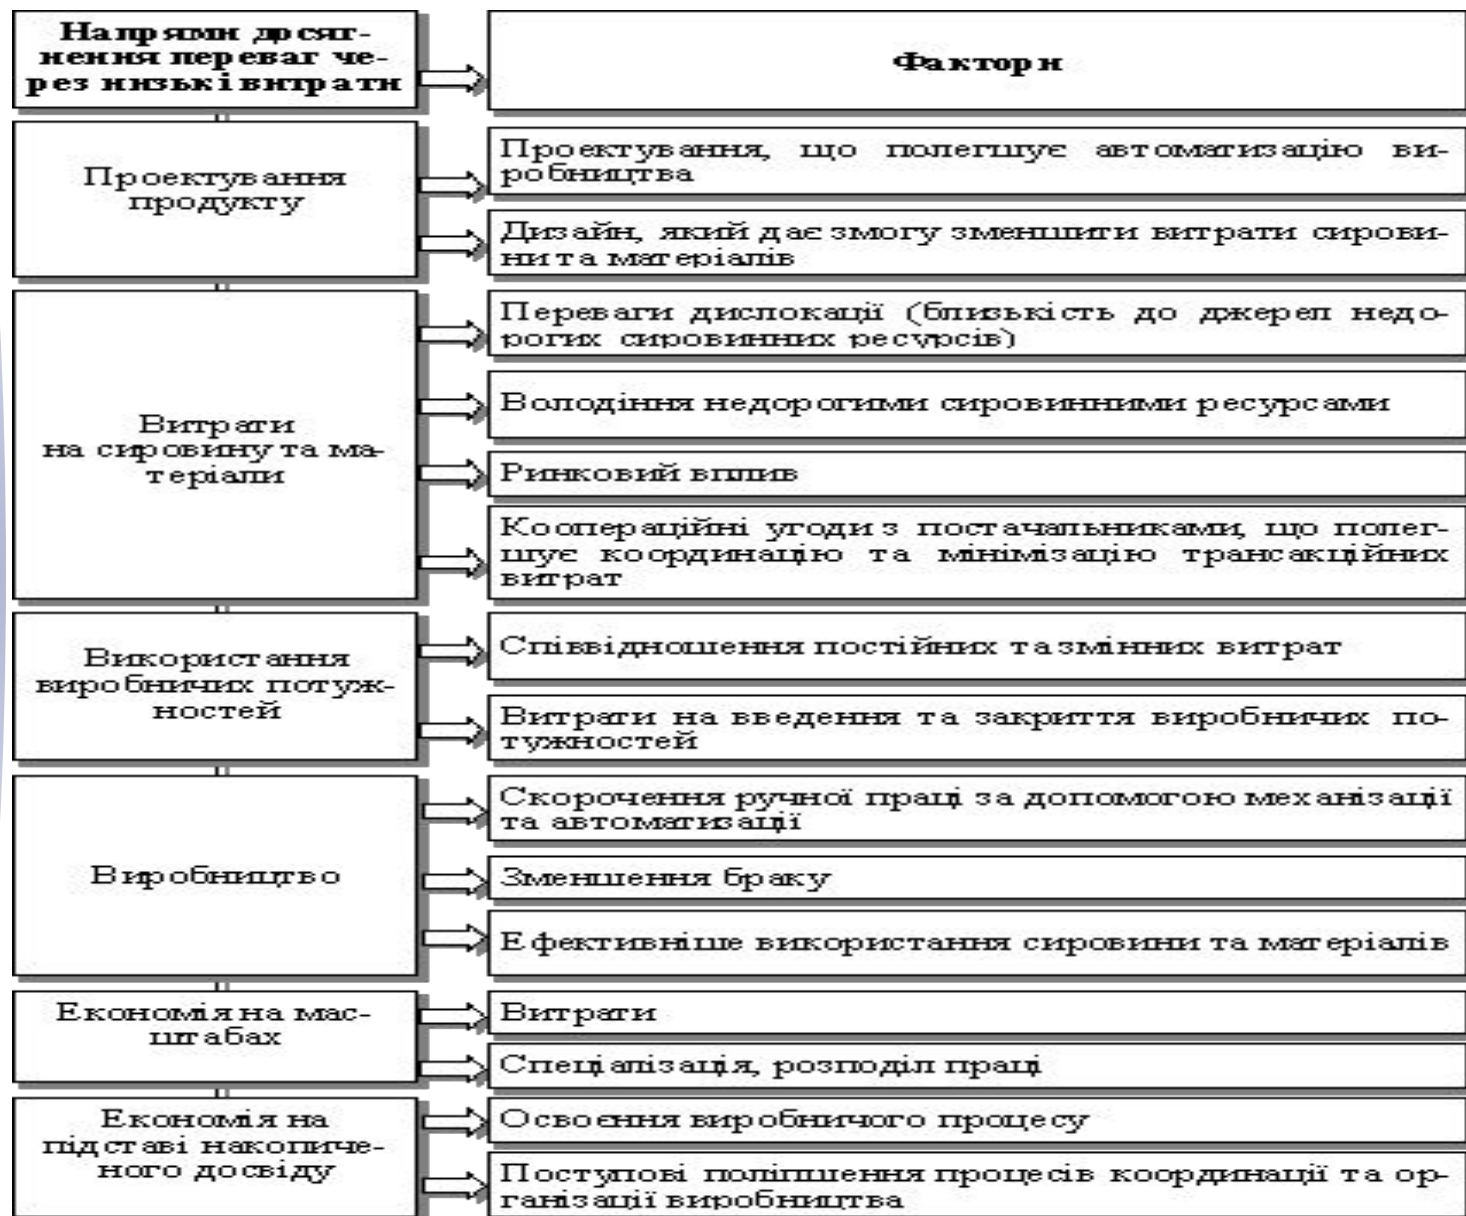 Напрями досяг-
нення переваг че-
рез низькі витрати
Фактори
Проектування
продукту
Проектування, що полегшує автоматизацію ви-
робництва
Дизайн, який дає змогу зменшити витрати сирови-
ни та матеріалів
Витрати
на сировину та ма-
теріали
Переваги дислокації (близькість до джерел недо-
рогих сировинних ресурсів)
Володіння недорогими сировинними ресурсами
Ринковий вплив
Коопераційні угоди з постачальниками, що полег-
шує координацію та мінімізацію трансакційних
витрат
Використання
виробничих потуж-
ностей
Співвідношення постійних та змінних витрат
Витрати на введення та закриття виробничих по-
тужностей
Виробництво
Скорочення ручної праці за допомогою механізації
та автоматизації
Зменшення браку
Ефективніше використання сировини та матеріалів
Економія на мас-
штабах
Витрати
Спеціалізація, розподіл праці
Економія на
підставі накопиче-
ного досвіду
Освоєння виробничого процесу
Поступові поліпшення процесів координації та ор-
ганізації виробництва